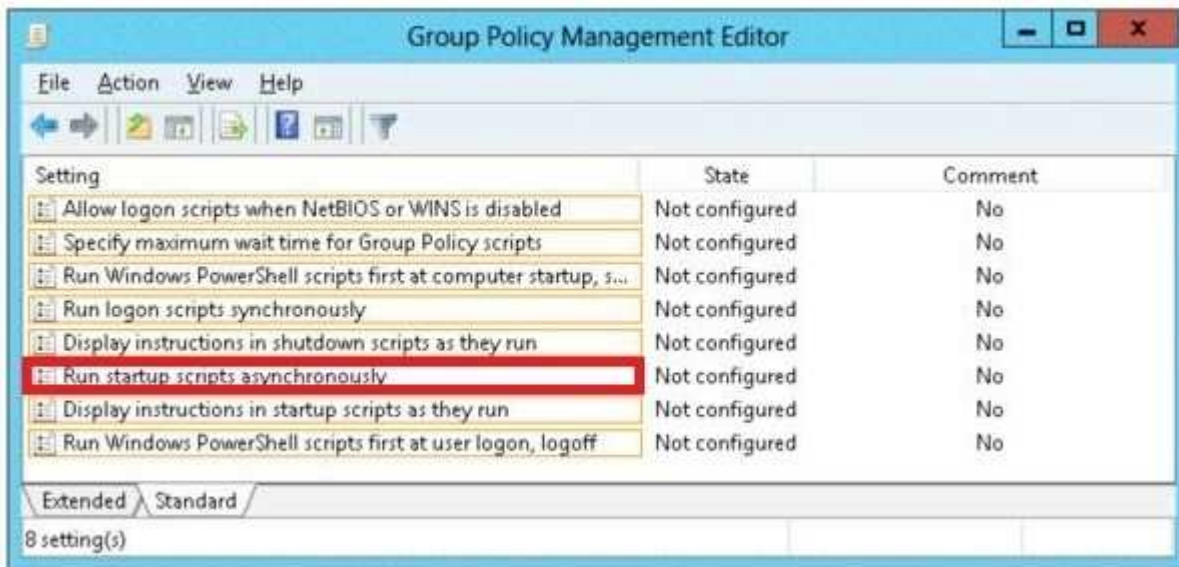 Group Policy Management Editor
File Action View Help
Setting State Comment
Allow logon scripts when NetBIOS or WINS is disabled Not configured No
Specify maximum wait time for Group Policy scripts Not configured No
Run Windows PowerShell scripts first at computer startup, s... Not configured No
Run logon scripts synchronously Not configured No
Display instructions in shutdown scripts as they run Not configured No
Run startup scripts asynchronously Not configured No
Display instructions in startup scripts as they run Not configured No
Run Windows PowerShell scripts first at user logon, logoff Not configured No
Extended Standard
8 setting(s)